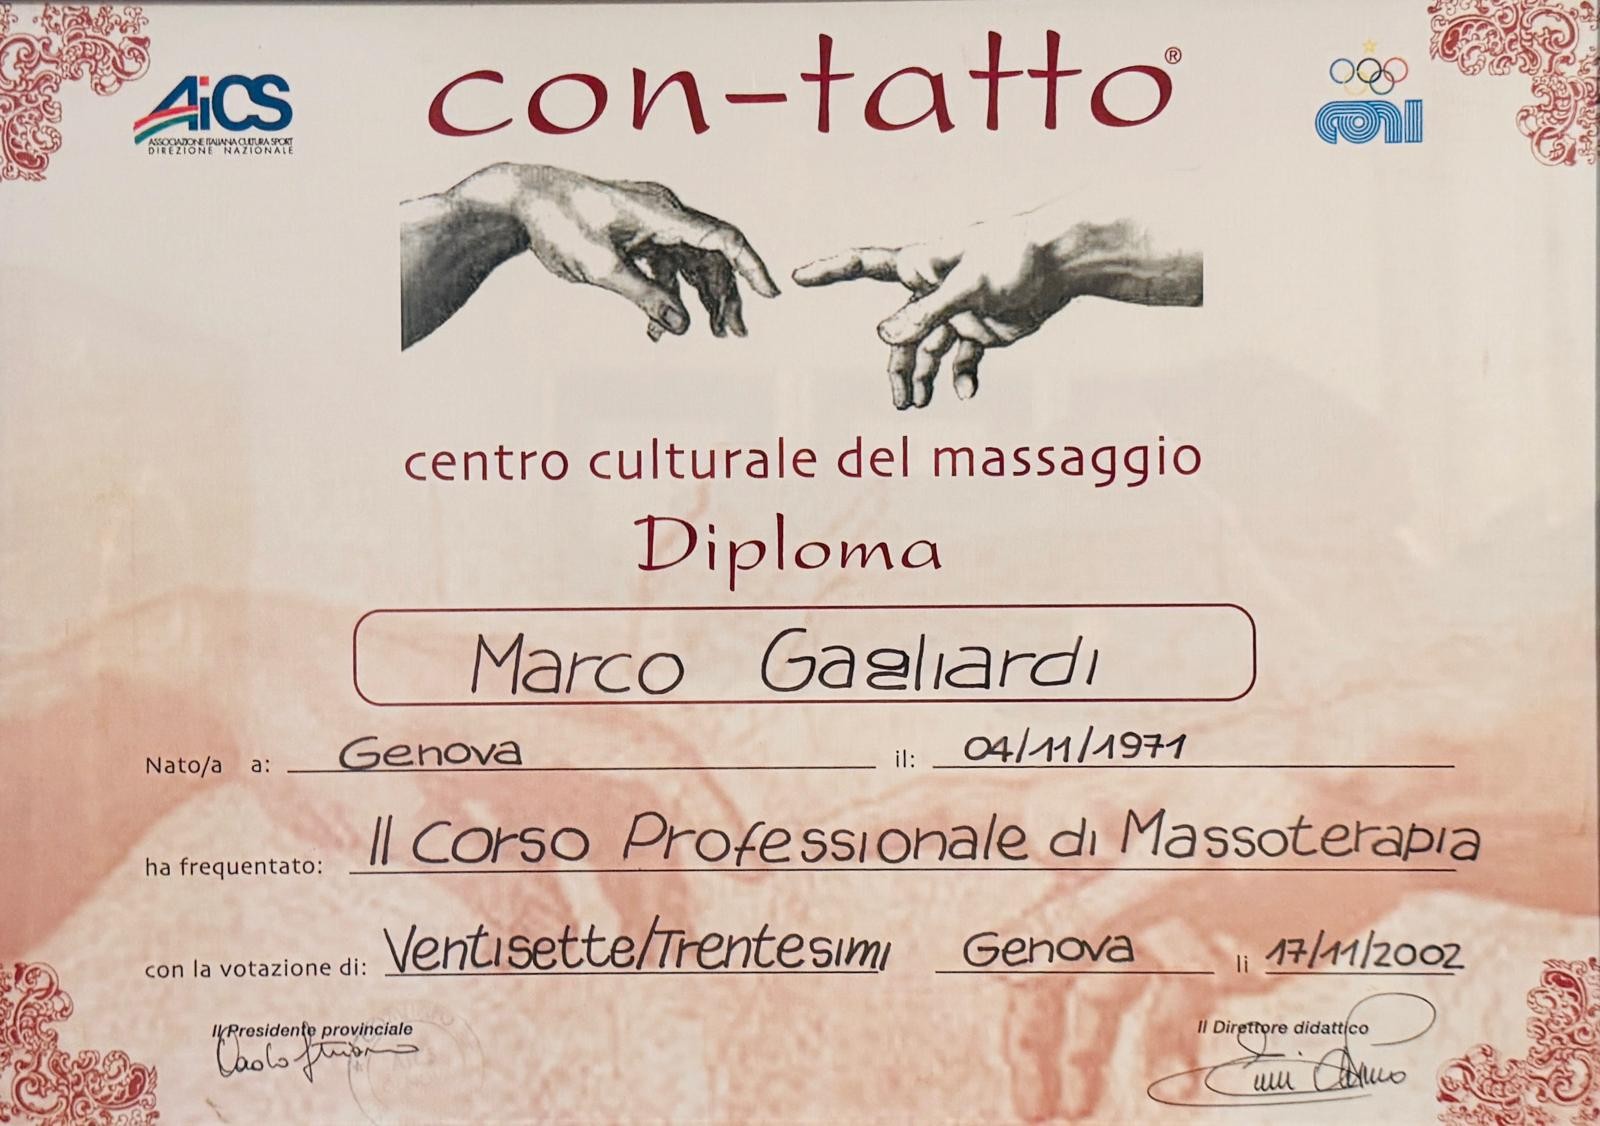 AiCS
ASSOCIAZIONE ITALIANA CULTURA SPORT
DIREZIONE NAZIONALE
con-tatto®
CONI
centro culturale del massaggio
Diploma
Marco Gagliardi
Nato/a a: Genova il: 04/11/1971
ha frequentato: Il Corso Professionale di Massoterapia
con la votazione di: Ventisette/Trentesimi Genova li 17/11/2002
Il Presidente provinciale
Il Direttore didattico